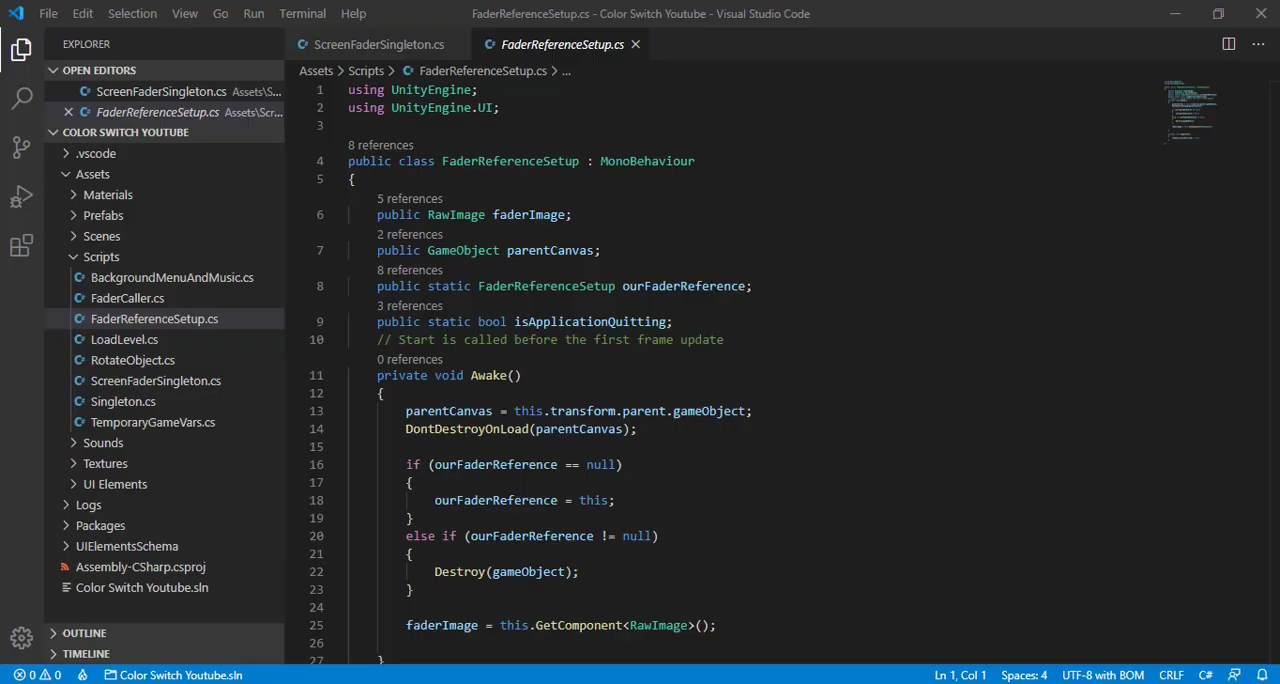 File Edit Selection View Go Run Terminal Help
FaderReferenceSetup.cs - Color Switch Youtube - Visual Studio Code
EXPLORER
OPEN EDITORS
ScreenFaderSingleton.cs Assets\S...
FaderReferenceSetup.cs Assets\Scr...
COLOR SWITCH YOUTUBE
.vscode
Assets
Materials
Prefabs
Scenes
Scripts
BackgroundMenuAndMusic.cs
FaderCaller.cs
FaderReferenceSetup.cs
LoadLevel.cs
RotateObject.cs
ScreenFaderSingleton.cs
Singleton.cs
TemporaryGameVars.cs
Sounds
Textures
UI Elements
Logs
Packages
UIElementsSchema
Assembly-CSharp.csproj
Color Switch Youtube.sln
OUTLINE
TIMELINE
ScreenFaderSingleton.cs
FaderReferenceSetup.cs
Assets > Scripts > FaderReferenceSetup.cs > ...
1 using UnityEngine;
2 using UnityEngine.UI;
3
8 references
4 public class FaderReferenceSetup : MonoBehaviour
5 {
5 references
6 public RawImage faderImage;
2 references
7 public GameObject parentCanvas;
8 references
8 public static FaderReferenceSetup ourFaderReference;
3 references
9 public static bool isApplicationQuitting;
10 // Start is called before the first frame update
0 references
11 private void Awake()
12 {
13 parentCanvas = this.transform.parent.gameObject;
14 DontDestroyOnLoad(parentCanvas);
15
16 if (ourFaderReference == null)
17 {
18 ourFaderReference = this;
19 }
20 else if (ourFaderReference != null)
21 {
22 Destroy(gameObject);
23 }
24
25 faderImage = this.GetComponent<RawImage>();
26
27 }
0 0
Color Switch Youtube.sln
Ln 1, Col 1 Spaces: 4 UTF-8 with BOM CRLF C#